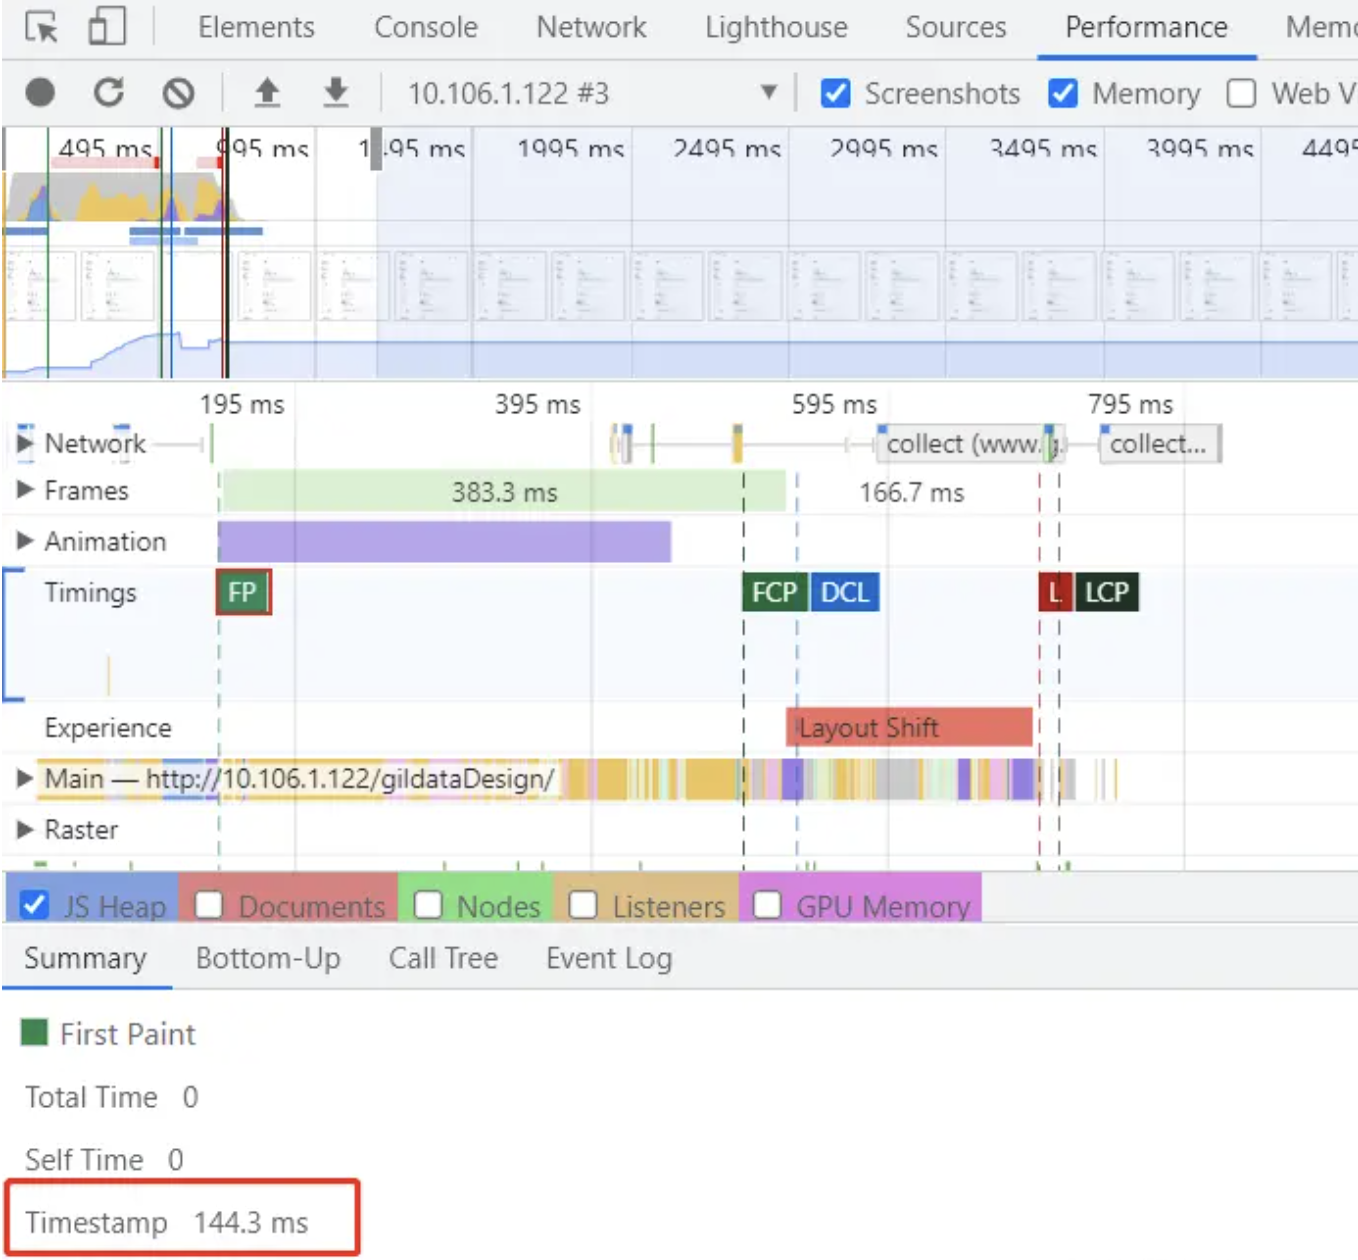 Elements Console Network Lighthouse Sources Performance Memo
10.106.1.122 #3 Screenshots Memory Web V
495 ms 995 ms 1495 ms 1995 ms 2495 ms 2995 ms 3495 ms 3995 ms 4495
195 ms 395 ms 595 ms 795 ms
Network collect (www.g. collect...
Frames 383.3 ms 166.7 ms
Animation
Timings FP FCP DCL L. LCP
Experience Layout Shift
Main — http://10.106.1.122/gildataDesign/
Raster
JS Heap Documents Nodes Listeners GPU Memory
Summary Bottom-Up Call Tree Event Log
First Paint
Total Time 0
Self Time 0
Timestamp 144.3 ms